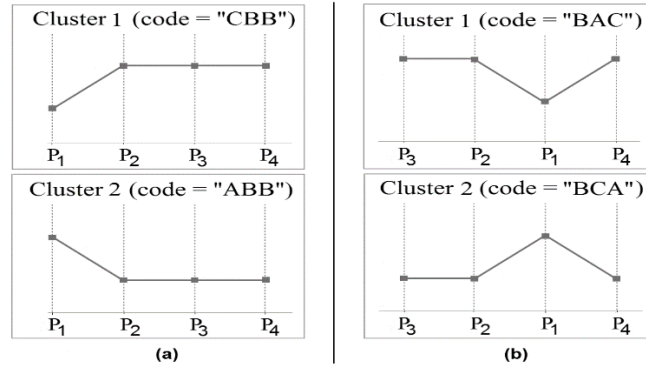 Cluster 1 (code = "CBB")
P1 P2 P3 P4
Cluster 2 (code = "ABB")
P1 P2 P3 P4
(a)
Cluster 1 (code = "BAC")
P3 P2 P1 P4
Cluster 2 (code = "BCA")
P3 P2 P1 P4
(b)